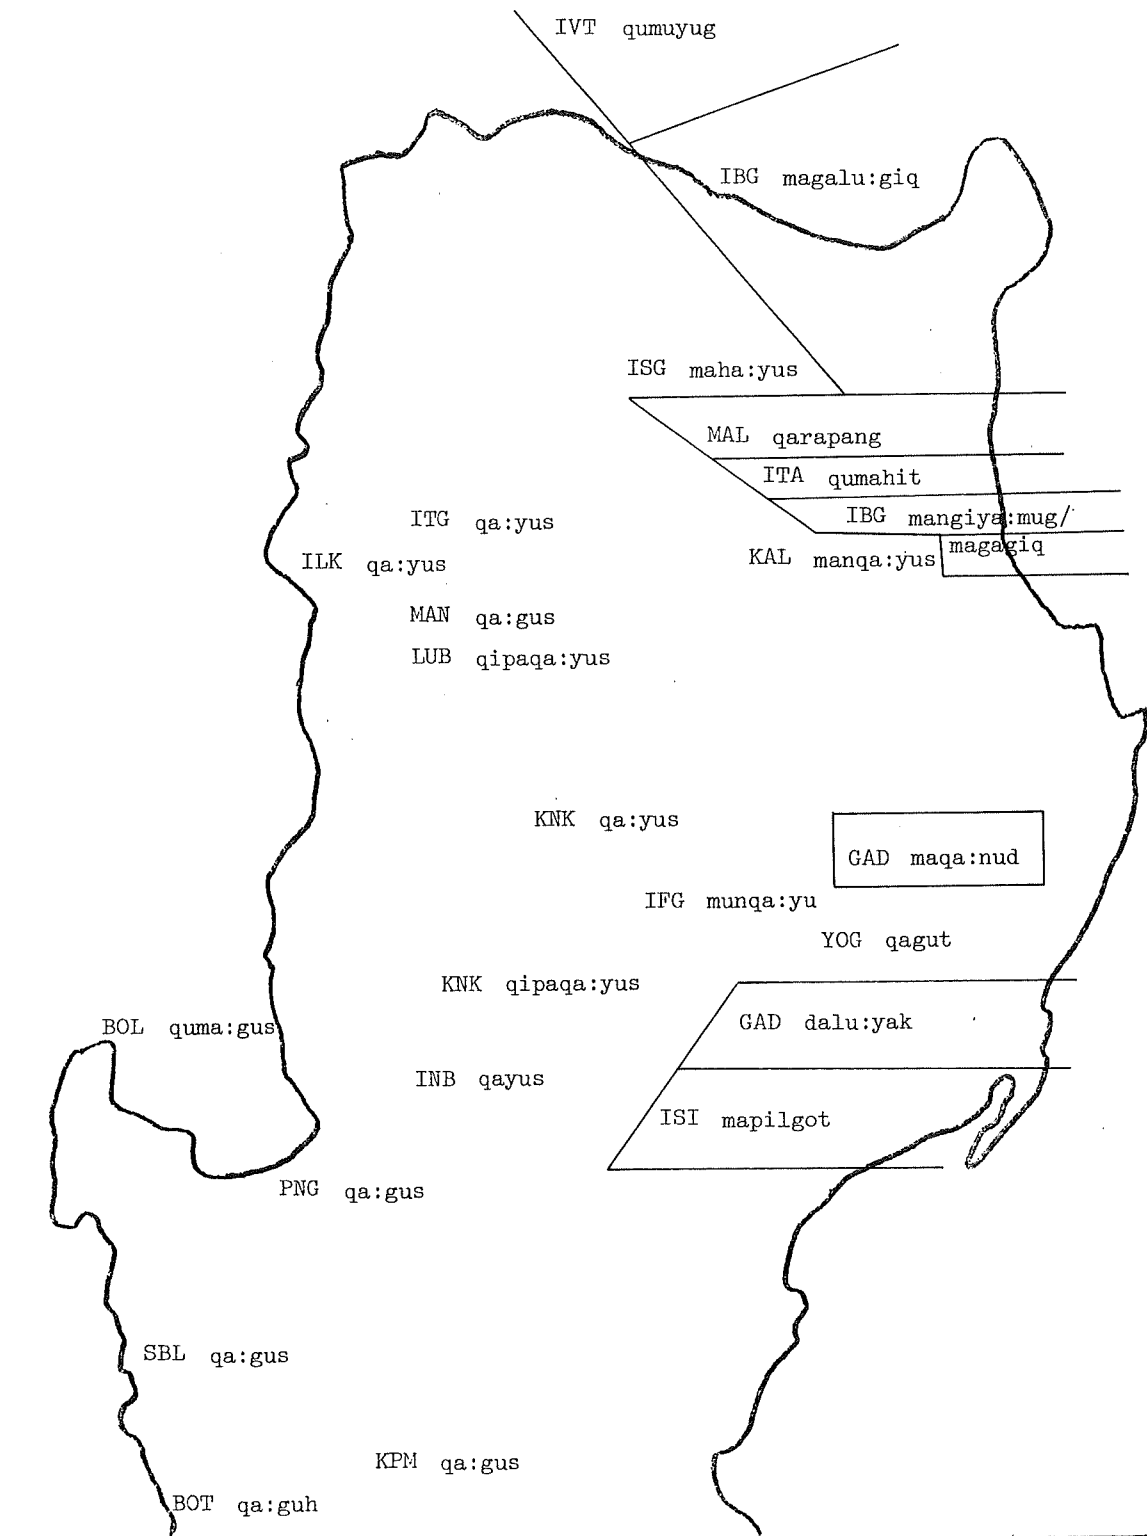 IVT qumuyug
IBG magalu:giq
ISG maha:yus
MAL qarapang
ITA qumahit
IBG mangiya:mug/
magagiq
ITG qa:yus
KAL manqa:yus
ILK qa:yus
MAN qa:gus
LUB qipaqa:yus
KNK qa:yus
GAD maqa:nud
IFG munqa:yu
YOG qagut
KNK qipaqa:yus
GAD dalu:yak
BOL quma:gus
INB qayus
ISI mapilgot
PNG qa:gus
SBL qa:gus
KPM qa:gus
BOT qa:guh